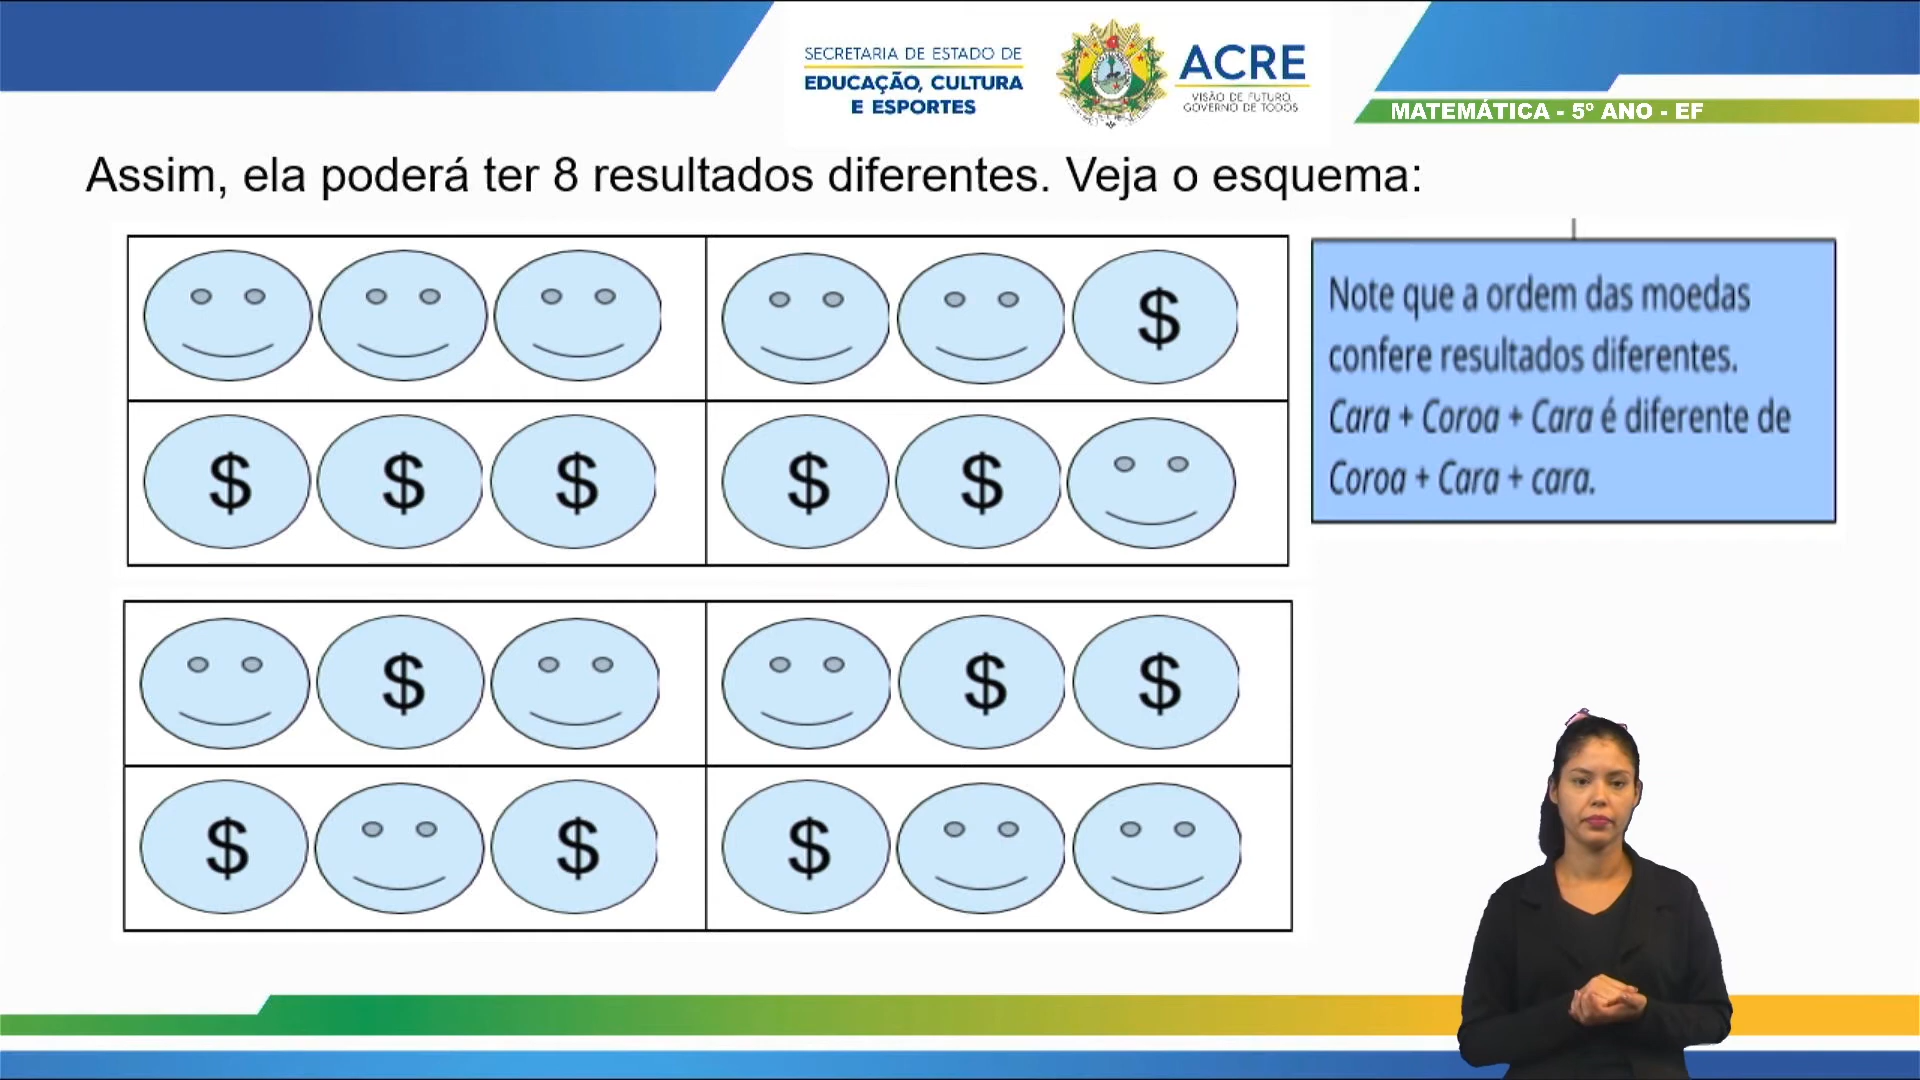 SECRETARIA DE ESTADO DE
EDUCAÇÃO, CULTURA
E ESPORTES
ACRE
VISÃO DE FUTURO,
GOVERNO DE TODOS
MATEMÁTICA - 5º ANO - EF
Assim, ela poderá ter 8 resultados diferentes. Veja o esquema:
$
$ $ $ $ $
Note que a ordem das moedas
confere resultados diferentes.
Cara + Coroa + Cara é diferente de
Coroa + Cara + cara.
$ $ $
$ $ $